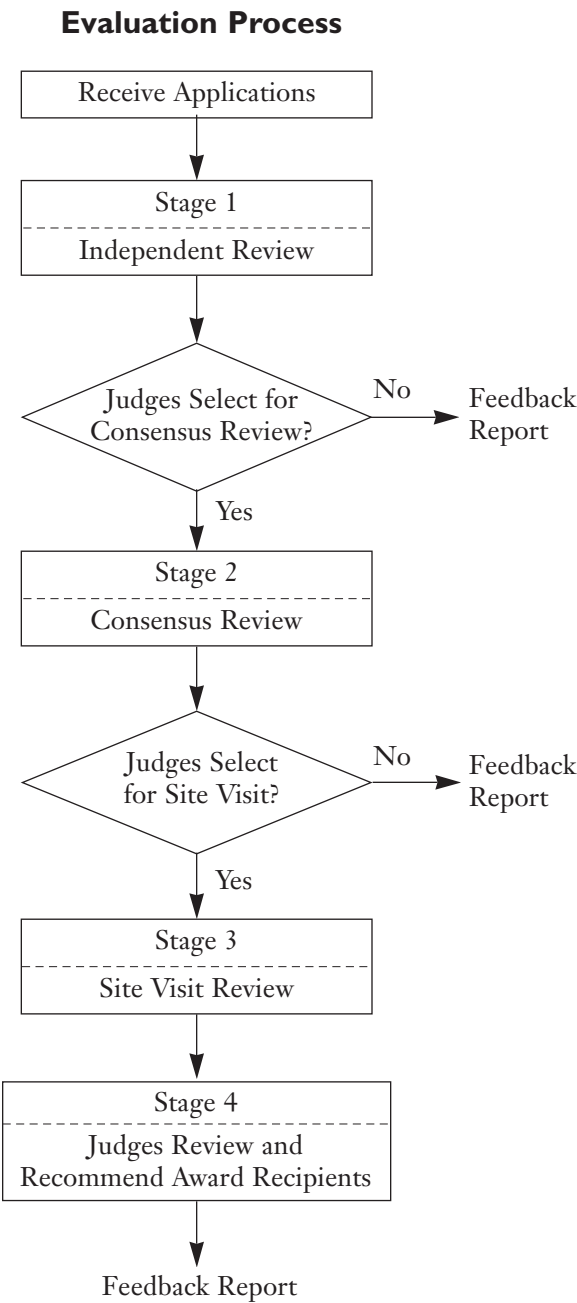 Evaluation Process
Receive Applications
Stage 1
Independent Review
Judges Select for
Consensus Review?
No
Feedback
Report
Yes
Stage 2
Consensus Review
Judges Select
for Site Visit?
No
Feedback
Report
Yes
Stage 3
Site Visit Review
Stage 4
Judges Review and
Recommend Award Recipients
Feedback Report